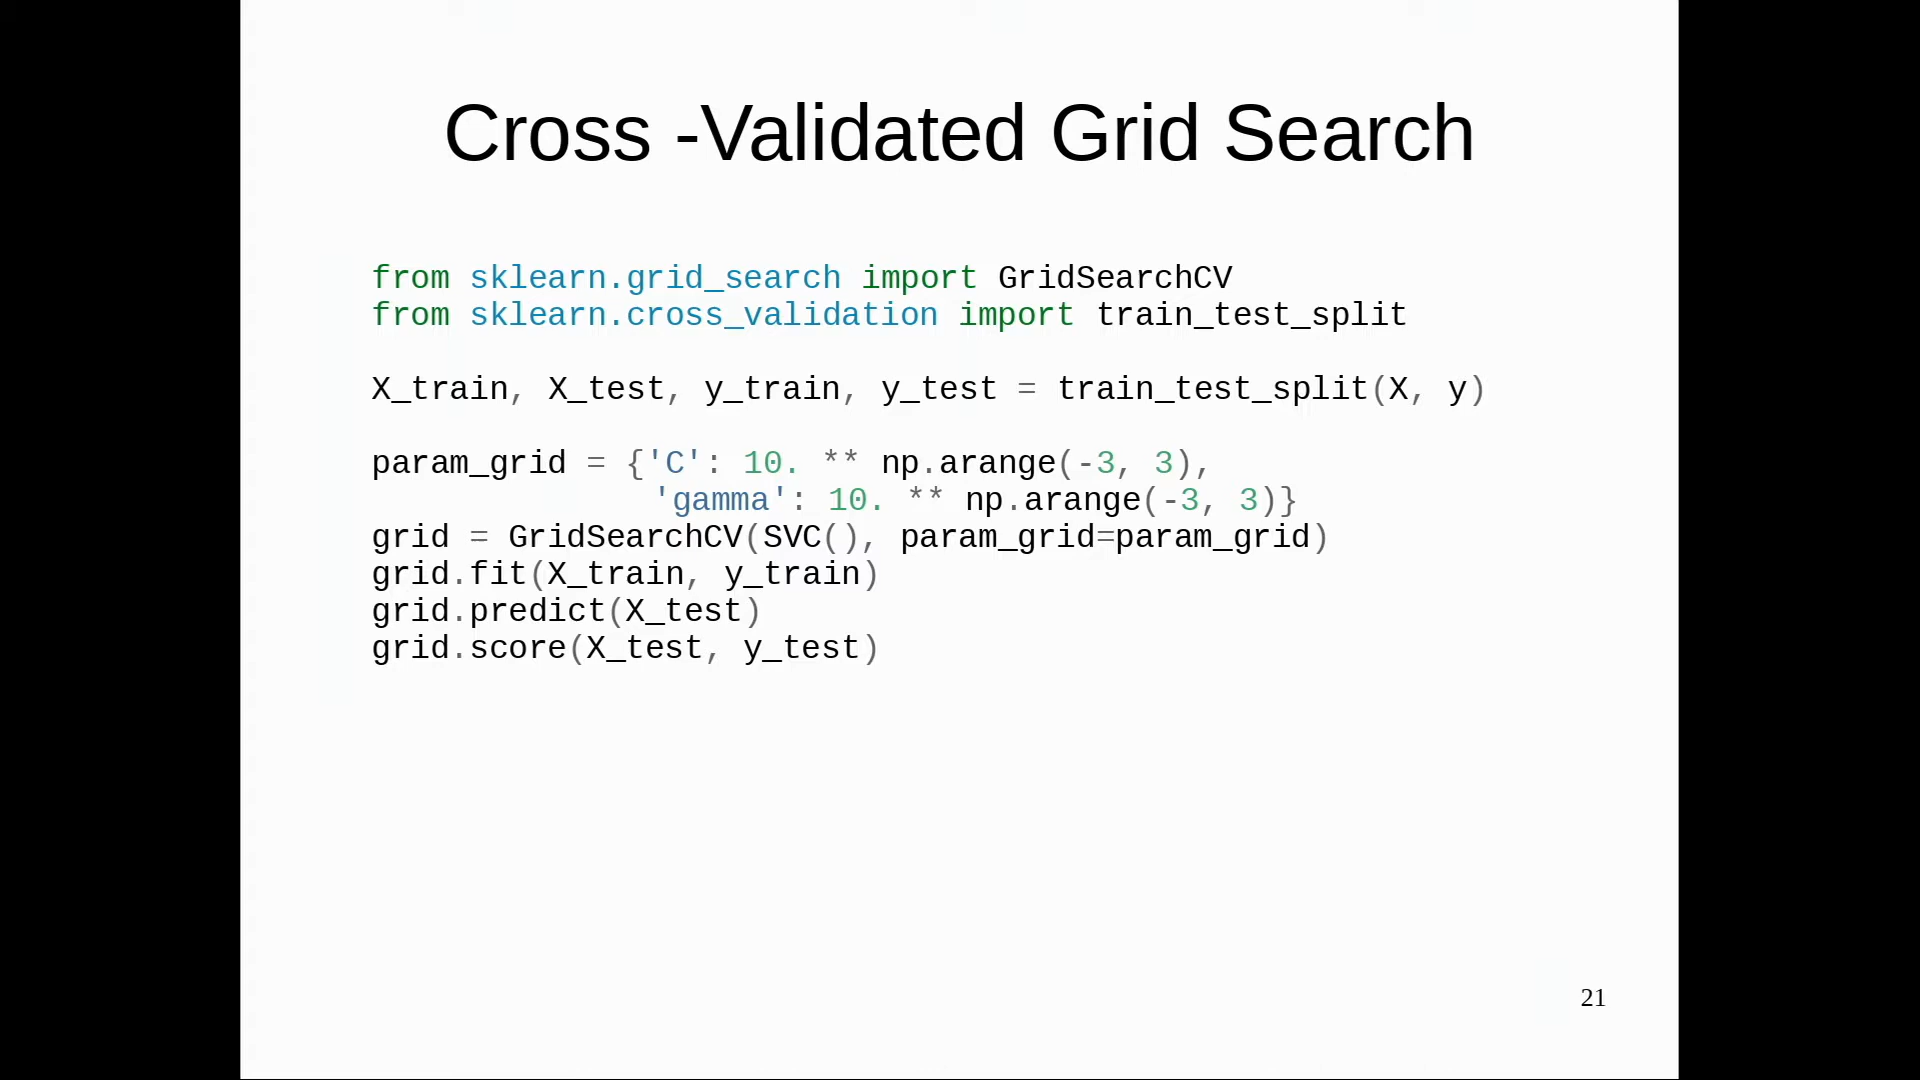 Cross -Validated Grid Search
from sklearn.grid_search import GridSearchCV
from sklearn.cross_validation import train_test_split
X_train, X_test, y_train, y_test = train_test_split(X, y)
param_grid = {'C': 10. ** np.arange(-3, 3),
'gamma': 10. ** np.arange(-3, 3)}
grid = GridSearchCV(SVC(), param_grid=param_grid)
grid.fit(X_train, y_train)
grid.predict(X_test)
grid.score(X_test, y_test)
21